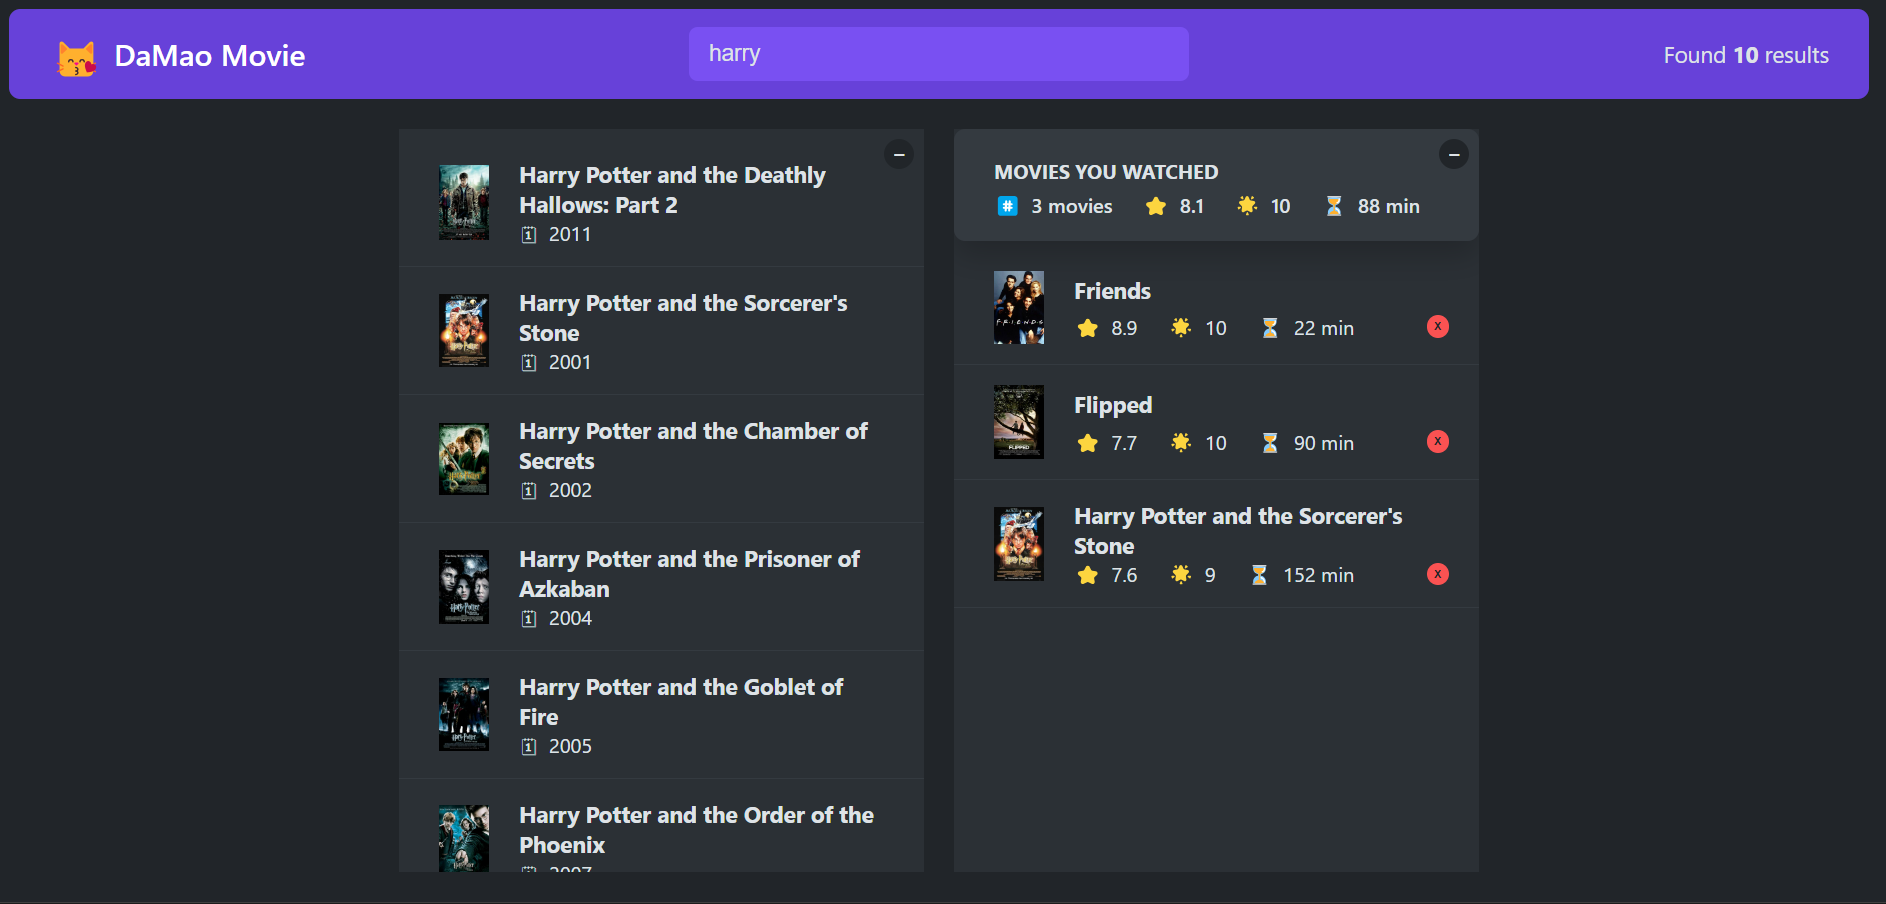 DaMao Movie
harry
Found 10 results
Harry Potter and the Deathly
Hallows: Part 2
2011
Harry Potter and the Sorcerer's
Stone
2001
Harry Potter and the Chamber of
Secrets
2002
Harry Potter and the Prisoner of
Azkaban
2004
Harry Potter and the Goblet of
Fire
2005
Harry Potter and the Order of the
Phoenix
2007
MOVIES YOU WATCHED
3 movies 8.1 10 88 min
Friends
8.9 10 22 min
X
Flipped
7.7 10 90 min
X
Harry Potter and the Sorcerer's
Stone
7.6 9 152 min
X